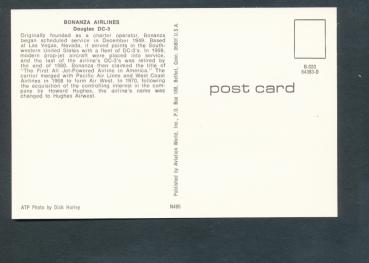 BONANZA AIRLINES
Douglas DC-3
Originally founded as a charter operator, Bonanza
began scheduled service in December 1949. Based
at Las Vegas, Nevada, it served points in the South-
western United States with a fleet of DC-3's. In 1958,
modern prop-jet aircraft were placed into service,
and the last of the airline's DC-3's was retired by
the end of 1960. Bonanza then claimed the title of
"The First All Jet-Powered Airline in America." The
carrier merged with Pacific Air Lines and West Coast
Airlines in 1968 to form Air West. In 1970, following
the acquisition of the controlling interest in the com-
pany by Howard Hughes, the airline's name was
changed to Hughes Airwest.
ATP Photo by Dick Hurley
N485
Published by Aviation World, Inc., P.O. Box 109, Bethel, Conn. 06801 U.S.A.
post card